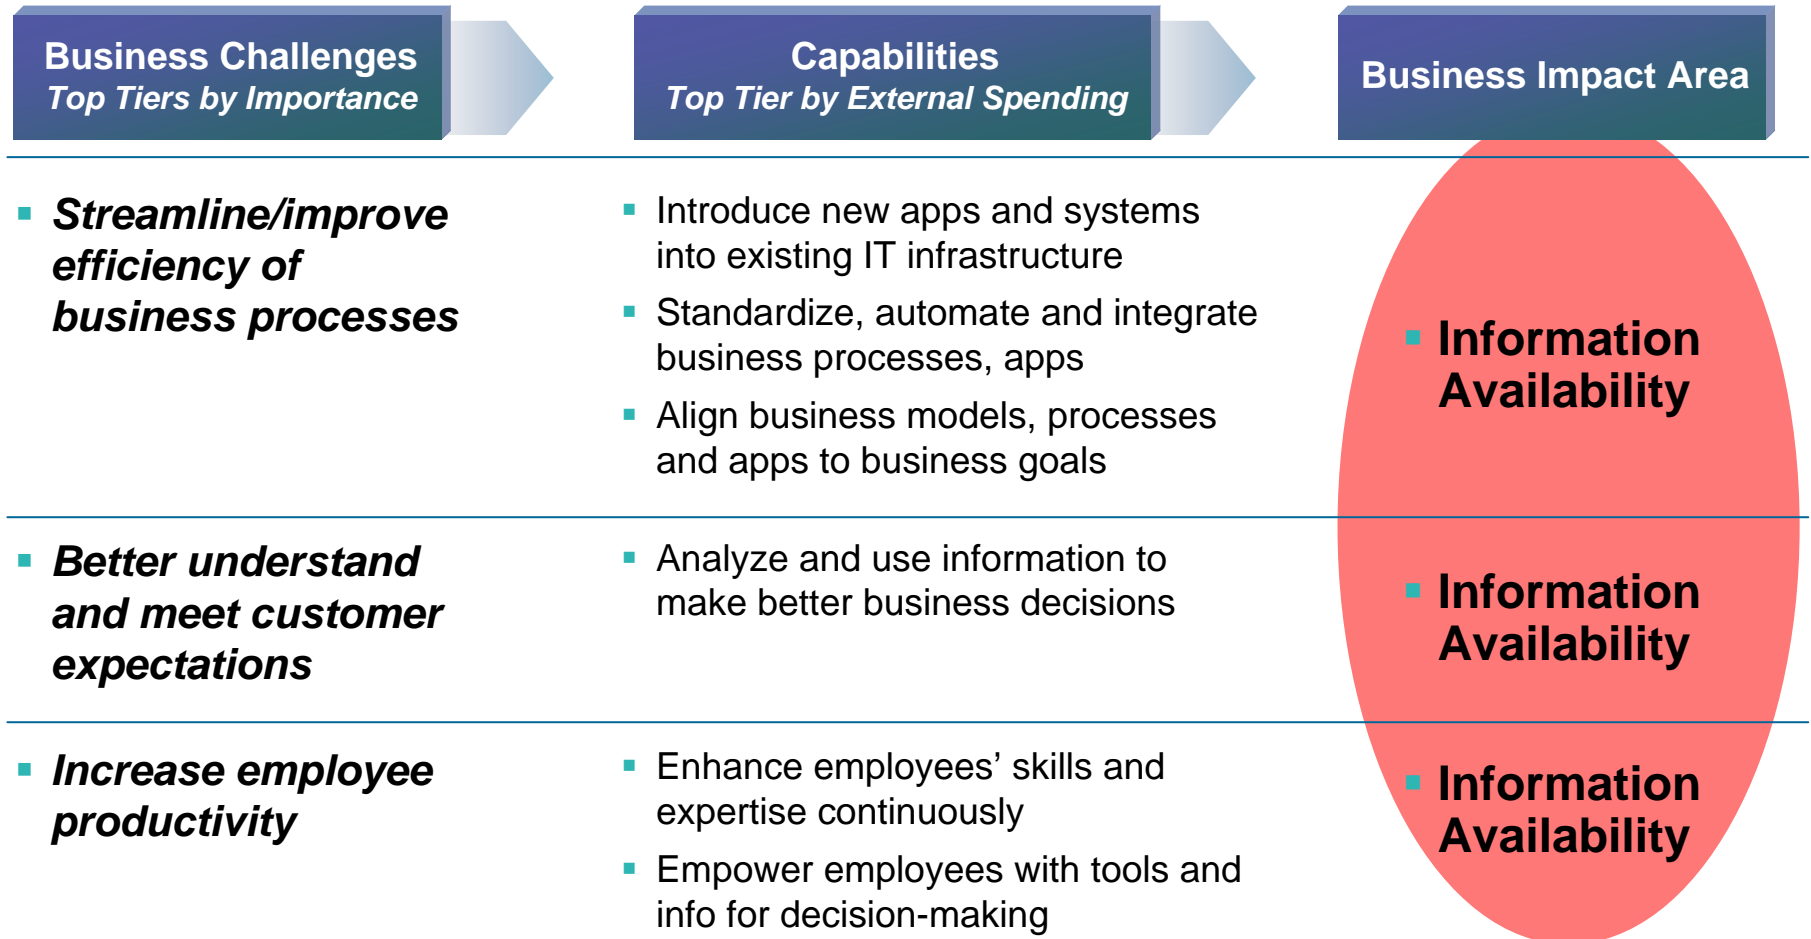 Business Challenges
Top Tiers by Importance
Capabilities
Top Tier by External Spending
Business Impact Area
Streamline/improve
efficiency of
business processes
Introduce new apps and systems
into existing IT infrastructure
Standardize, automate and integrate
business processes, apps
Align business models, processes
and apps to business goals
Information
Availability
Better understand
and meet customer
expectations
Analyze and use information to
make better business decisions
Information
Availability
Increase employee
productivity
Enhance employees’ skills and
expertise continuously
Empower employees with tools and
info for decision-making
Information
Availability